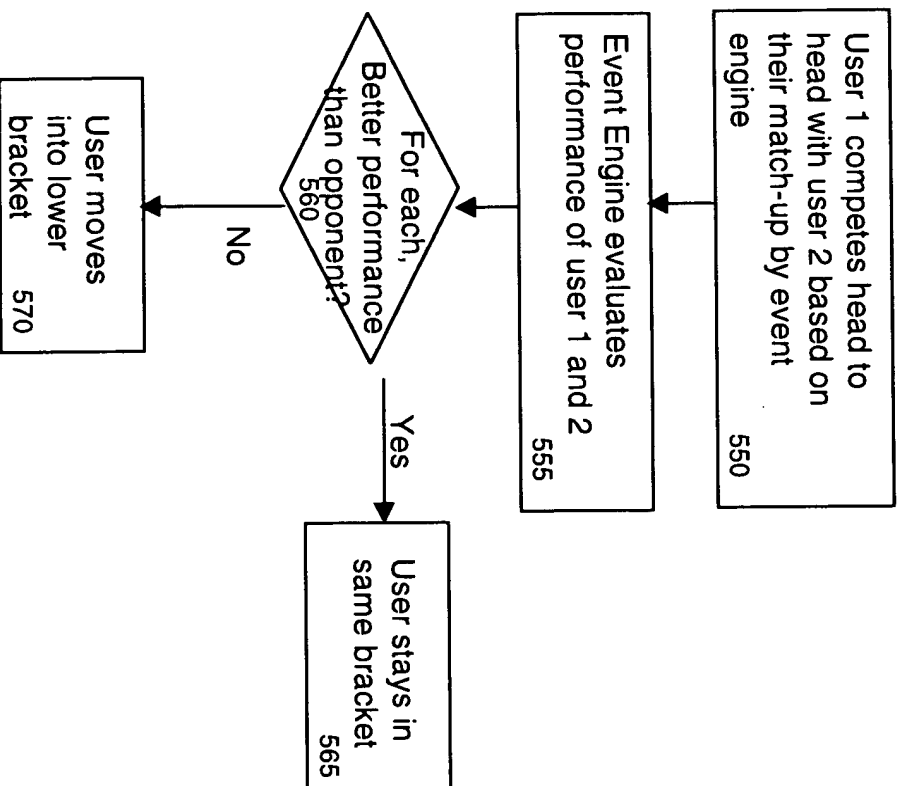 User 1 competes head to
head with user 2 based on
their match-up by event
engine
550
Event Engine evaluates
performance of user 1 and 2
555
For each,
Better performance
than opponent?
560
Yes
User stays in
same bracket
565
No
User moves
into lower
bracket 570